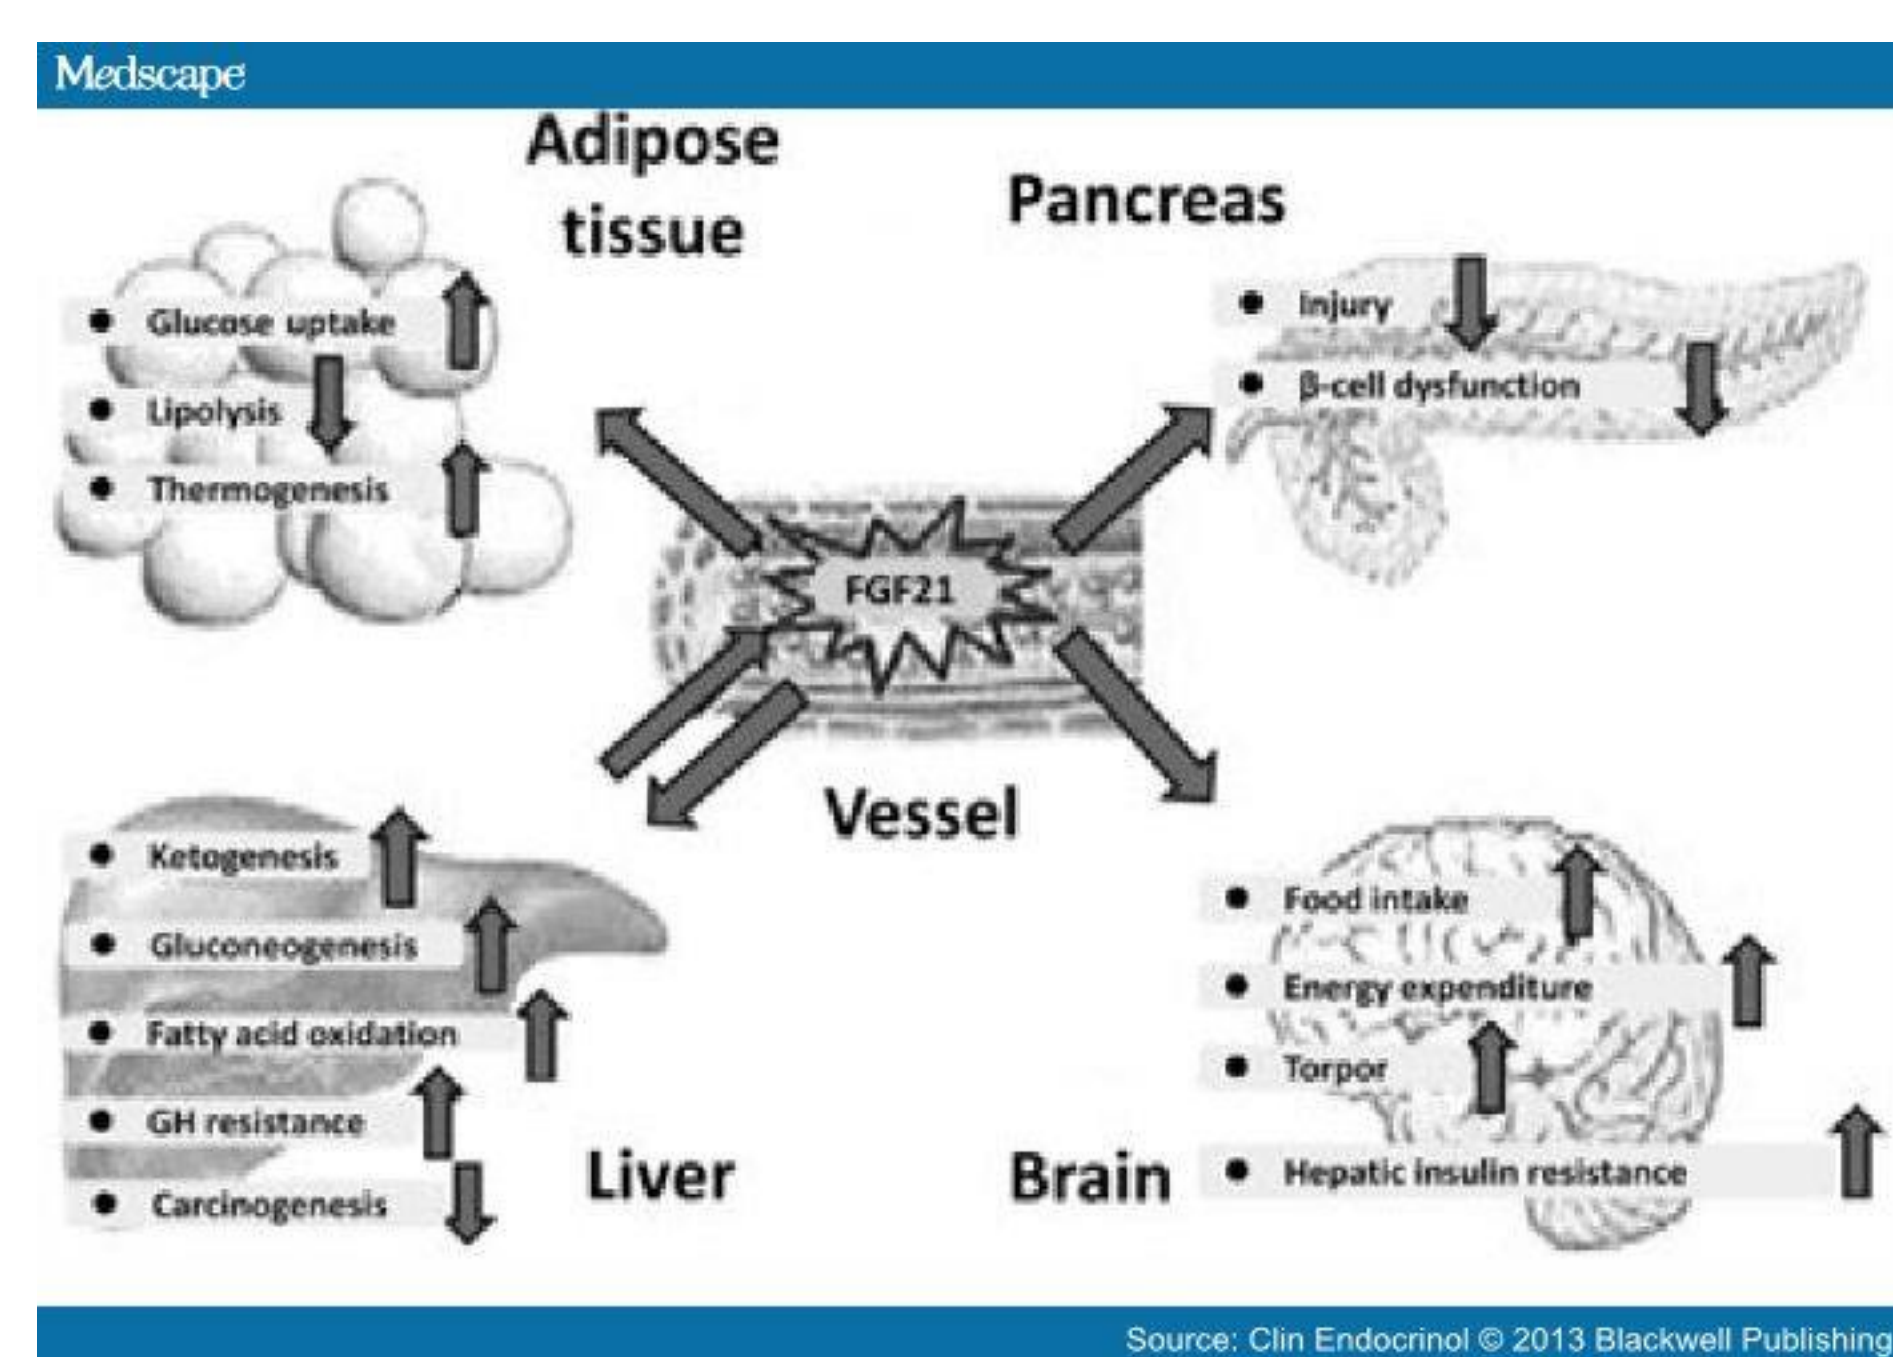 Medscape
Adipose
tissue
Glucose uptake
Lipolysis
Thermogenesis
Pancreas
Injury
β-cell dysfunction
FGF21
Vessel
Ketogenesis
Gluconeogenesis
Fatty acid oxidation
GH resistance
Carcinogenesis
Liver
Brain
Food intake
Energy expenditure
Torpor
Hepatic insulin resistance
Source: Clin Endocrinol © 2013 Blackwell Publishing